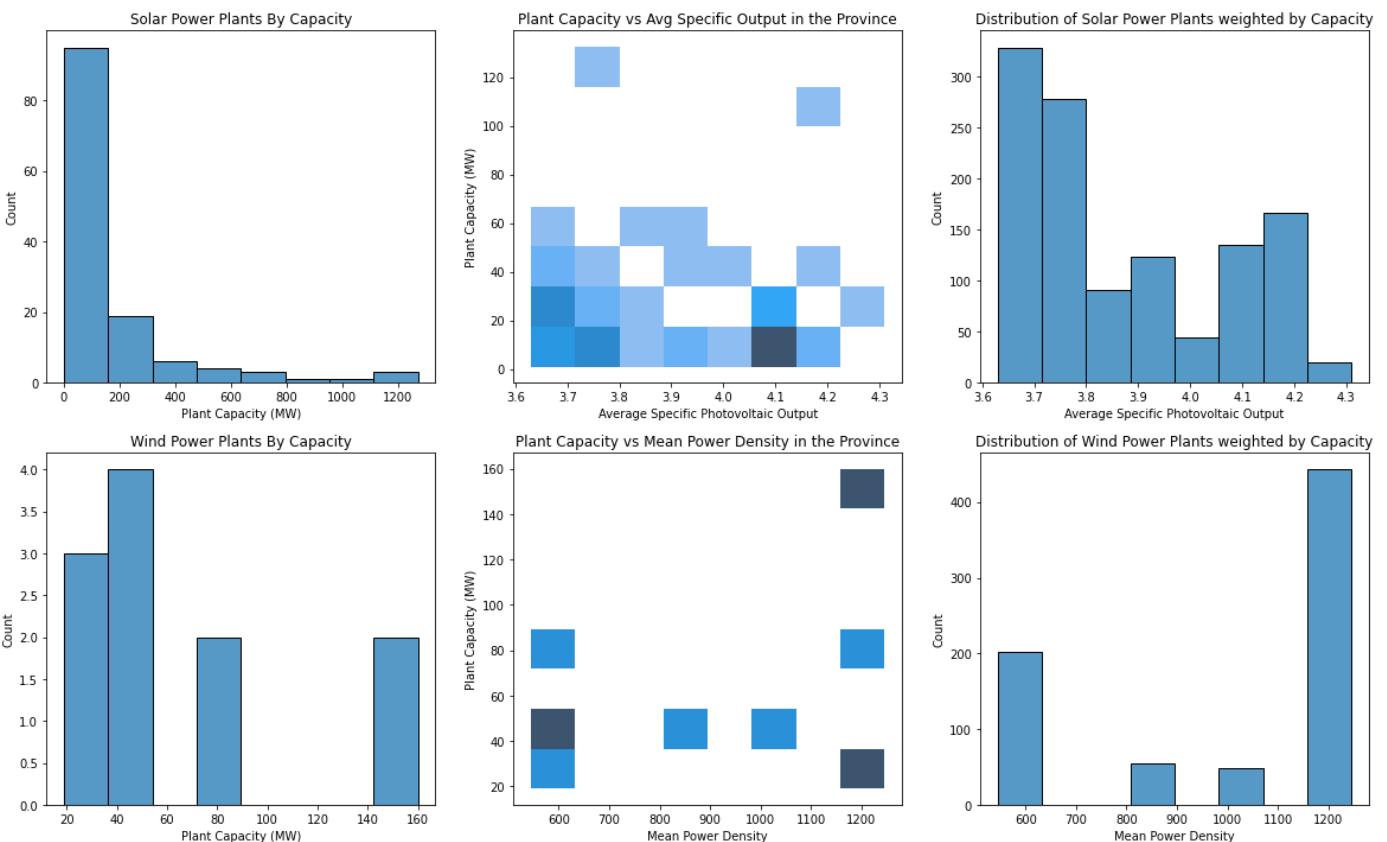 Solar Power Plants By Capacity
Count
80
60
40
20
0
0 200 400 600 800 1000 1200
Plant Capacity (MW)
Plant Capacity vs Avg Specific Output in the Province
Plant Capacity (MW)
120
100
80
60
40
20
0
3.6 3.7 3.8 3.9 4.0 4.1 4.2 4.3
Average Specific Photovoltaic Output
Distribution of Solar Power Plants weighted by Capacity
Count
300
250
200
150
100
50
0
3.6 3.7 3.8 3.9 4.0 4.1 4.2 4.3
Average Specific Photovoltaic Output
Wind Power Plants By Capacity
Count
4.0
3.5
3.0
2.5
2.0
1.5
1.0
0.5
0.0
20 40 60 80 100 120 140 160
Plant Capacity (MW)
Plant Capacity vs Mean Power Density in the Province
Plant Capacity (MW)
160
140
120
100
80
60
40
20
600 700 800 900 1000 1100 1200
Mean Power Density
Distribution of Wind Power Plants weighted by Capacity
Count
400
300
200
100
0
600 700 800 900 1000 1100 1200
Mean Power Density